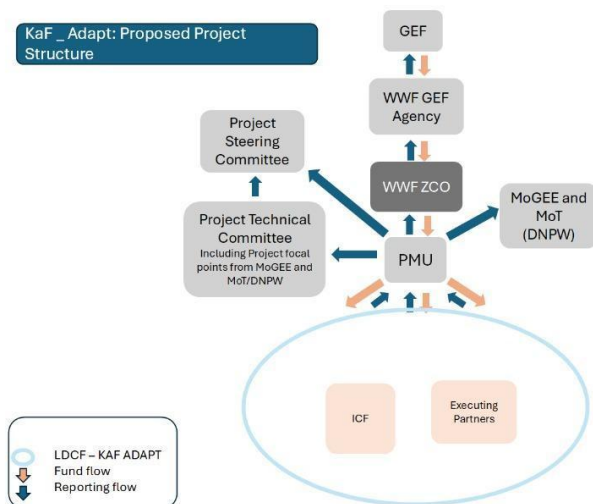 KaF _ Adapt: Proposed Project
Structure
GEF
WWF GEF
Agency
Project
Steering
Committee
WWF ZCO
MoGEE and
MoT
(DNPW)
Project Technical
Committee
Including Project focal
points from MoGEE and
MoT/DNPW
PMU
ICF
Executing
Partners
LDCF – KAF ADAPT
Fund flow
Reporting flow